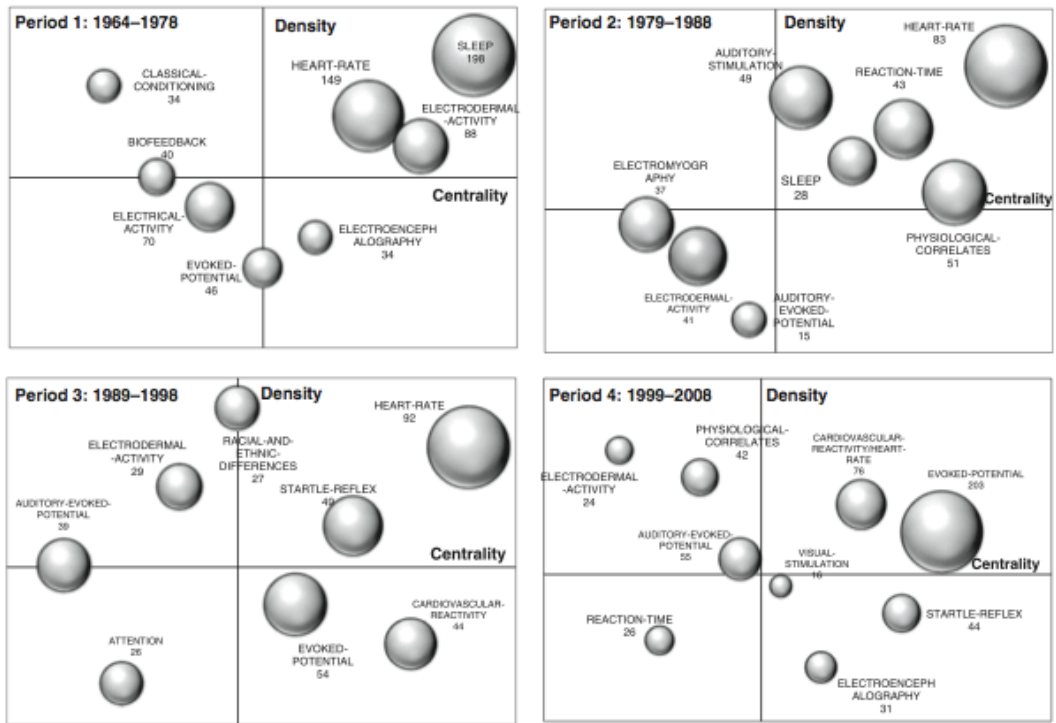 Period 1: 1964–1978
Density
SLEEP
198
HEART-RATE
149
CLASSICAL-
CONDITIONING
34
ELECTRODERMAL
-ACTIVITY
88
BIOFEEDBACK
40
Centrality
ELECTRICAL-
ACTIVITY
70
ELECTROENCEPH
ALOGRAPHY
34
EVOKED-
POTENTIAL
46
Period 2: 1979–1988
Density
HEART-RATE
83
AUDITORY-
STIMULATION
49
REACTION-TIME
43
ELECTROMYOGR
APHY
37
SLEEP
28
Centrality
PHYSIOLOGICAL-
CORRELATES
51
ELECTRODERMAL-
ACTIVITY
41
AUDITORY-
EVOKED-
POTENTIAL
15
Period 3: 1989–1998
Density
HEART-RATE
92
RACIAL-AND-
ETHNIC-
DIFFERENCES
27
ELECTRODERMAL
-ACTIVITY
29
STARTLE-REFLEX
49
AUDITORY-EVOKED-
POTENTIAL
39
Centrality
CARDIOVASCULAR-
REACTIVITY
44
ATTENTION
26
EVOKED-
POTENTIAL
54
Period 4: 1999–2008
Density
PHYSIOLOGICAL-
CORRELATES
42
CARDIOVASCULAR-
REACTIVITY/HEART-
RATE
76
EVOKED-POTENTIAL
203
ELECTRODERMAL
-ACTIVITY
24
AUDITORY-EVOKED-
POTENTIAL
55
VISUAL-
STIMULATION
16
Centrality
REACTION-TIME
26
STARTLE-REFLEX
44
ELECTROENCEPH
ALOGRAPHY
31